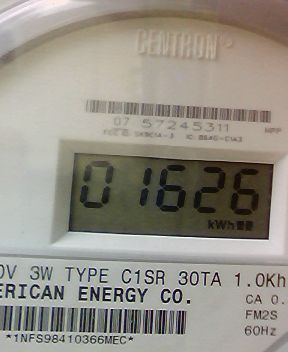 CENTRON®
07 57245311
01626
kWh
0V 3W TYPE C1SR 30TA 1.0Kh
ERICAN ENERGY CO.
CA 0.
FM2S
*1NFS98410366MEC*
60Hz